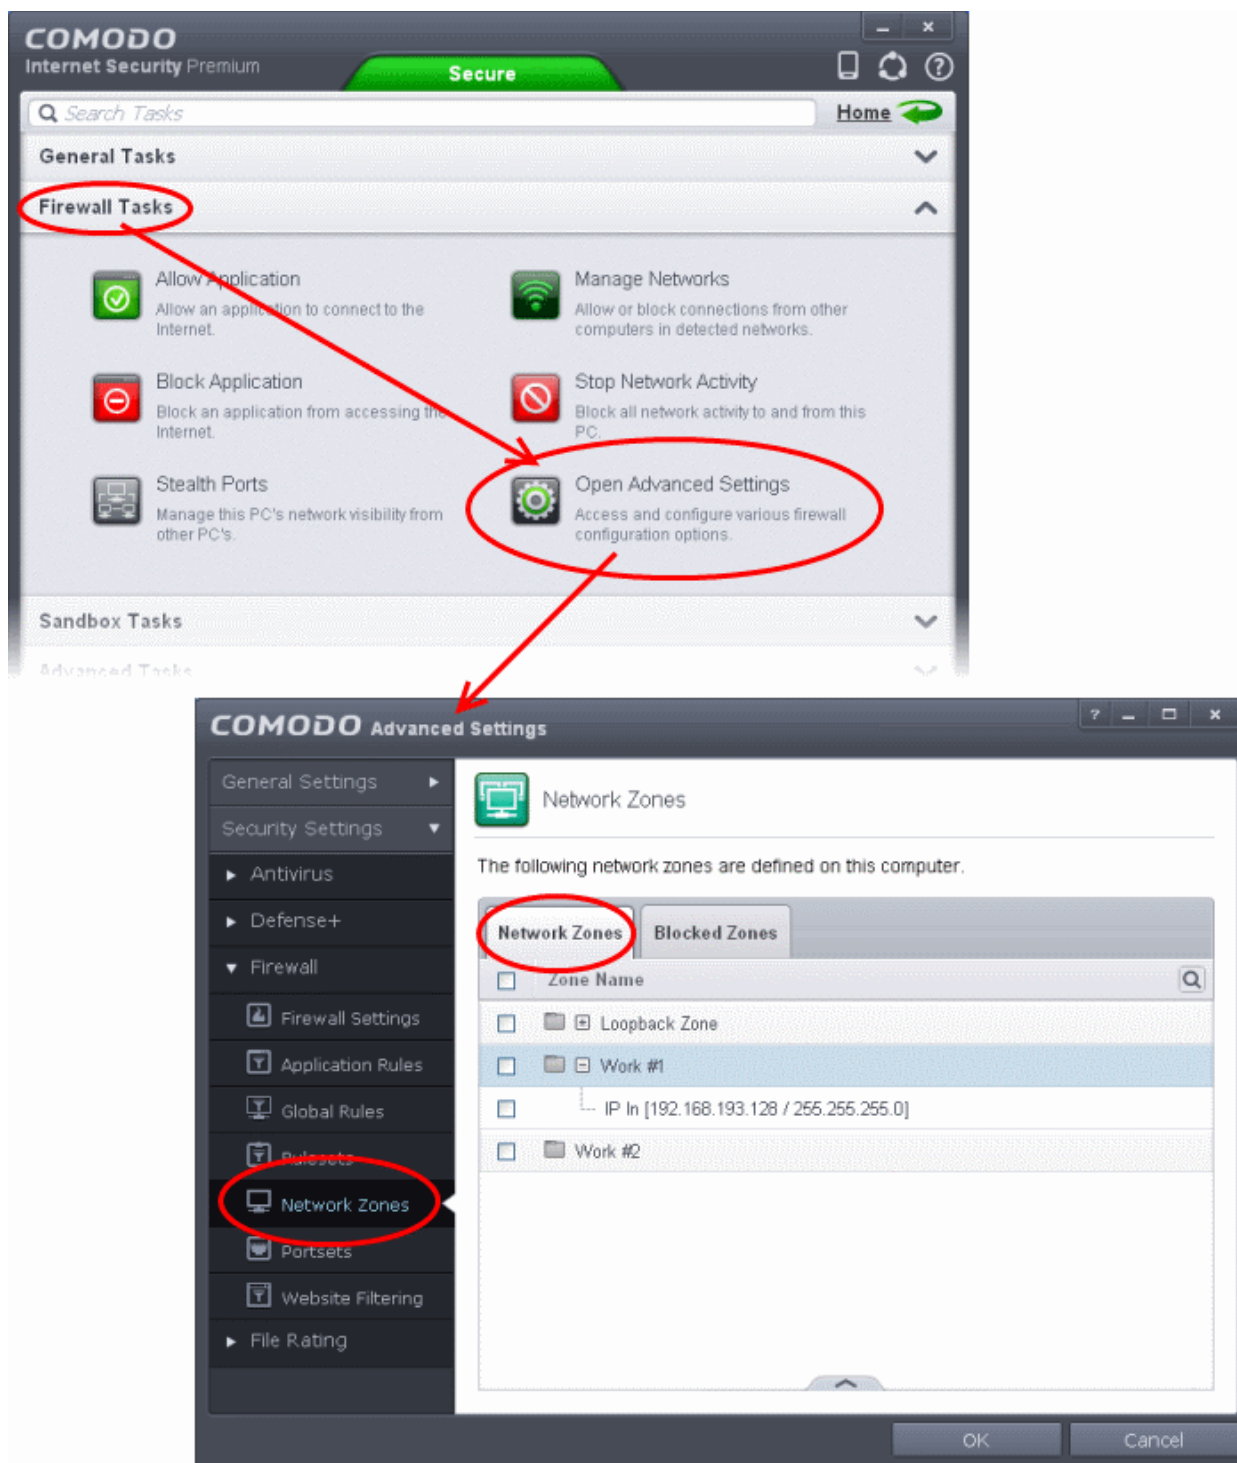 COMODO
Internet Security Premium
Secure
Search Tasks
Home
General Tasks
Firewall Tasks
Allow Application
Allow an application to connect to the
Internet.
Manage Networks
Allow or block connections from other
computers in detected networks.
Block Application
Block an application from accessing the
Internet.
Stop Network Activity
Block all network activity to and from this
PC.
Stealth Ports
Manage this PC's network visibility from
other PC's.
Open Advanced Settings
Access and configure various firewall
configuration options.
Sandbox Tasks
Advanced Tasks
COMODO Advanced Settings
General Settings
Security Settings
Antivirus
Defense+
Firewall
Firewall Settings
Application Rules
Global Rules
Rulesets
Network Zones
Portsets
Website Filtering
File Rating
Network Zones
The following network zones are defined on this computer.
Network Zones
Blocked Zones
Zone Name
Loopback Zone
Work #1
IP In [192.168.193.128 / 255.255.255.0]
Work #2
OK
Cancel